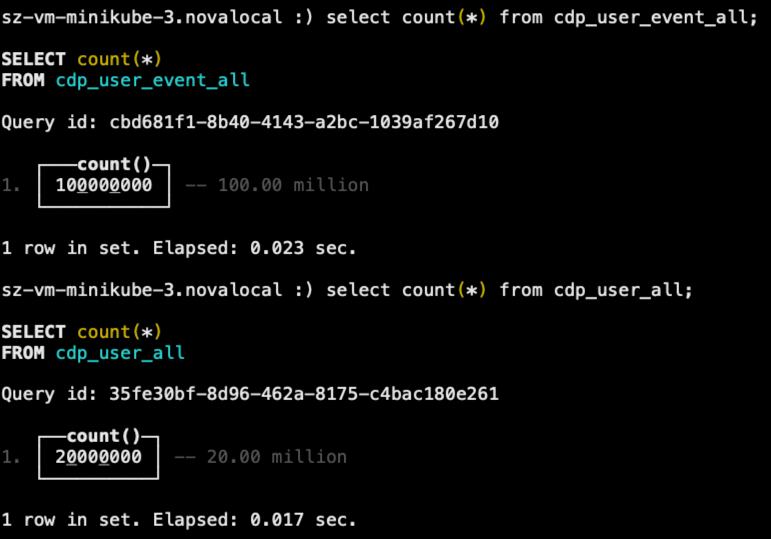 sz-vm-minikube-3.novalocal :) select count(*) from cdp_user_event_all;
SELECT count(*)
FROM cdp_user_event_all
Query id: cbd681f1-8b40-4143-a2bc-1039af267d10
count()
1. 100000000 -- 100.00 million
1 row in set. Elapsed: 0.023 sec.
sz-vm-minikube-3.novalocal :) select count(*) from cdp_user_all;
SELECT count(*)
FROM cdp_user_all
Query id: 35fe30bf-8d96-462a-8175-c4bac180e261
count()
1. 20000000 -- 20.00 million
1 row in set. Elapsed: 0.017 sec.